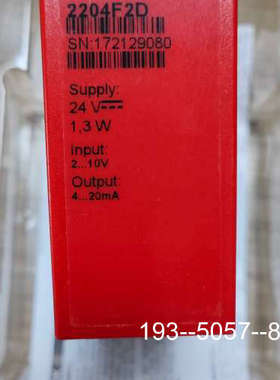 2204F2D
SN:172129080
Supply:
24 V⎓
1,3 W
Input:
2...10V
Output:
4...20mA
193--5057--8